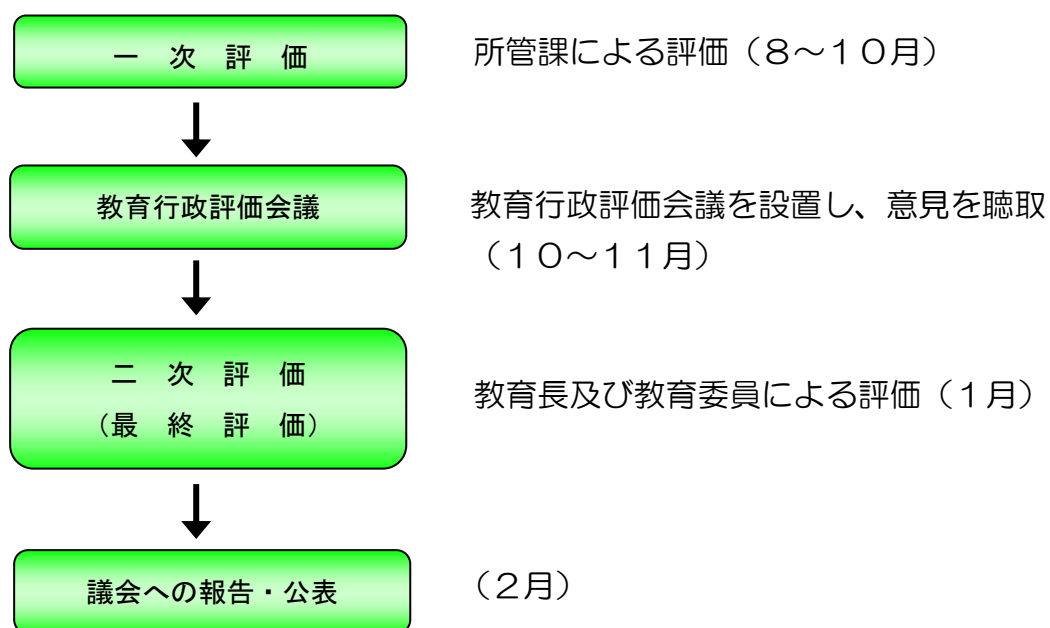 一 次 評 価
所管課による評価（８～１０月）
教育行政評価会議
教育行政評価会議を設置し、意見を聴取
（１０～１１月）
二 次 評 価
（最 終 評 価）
教育長及び教育委員による評価（１月）
議会への報告・公表
（２月）